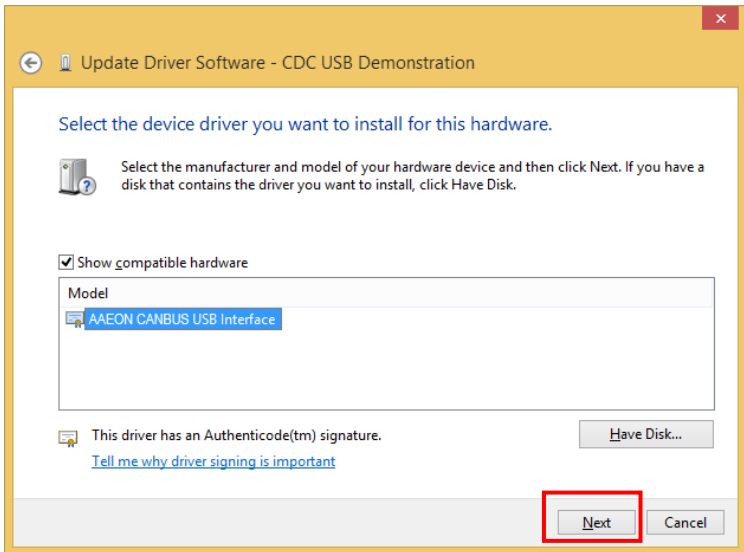 Update Driver Software - CDC USB Demonstration
Select the device driver you want to install for this hardware.
Select the manufacturer and model of your hardware device and then click Next. If you have a
disk that contains the driver you want to install, click Have Disk.
Show compatible hardware
Model
AAEON CANBUS USB Interface
This driver has an Authenticode(tm) signature.
Have Disk...
Tell me why driver signing is important
Next
Cancel